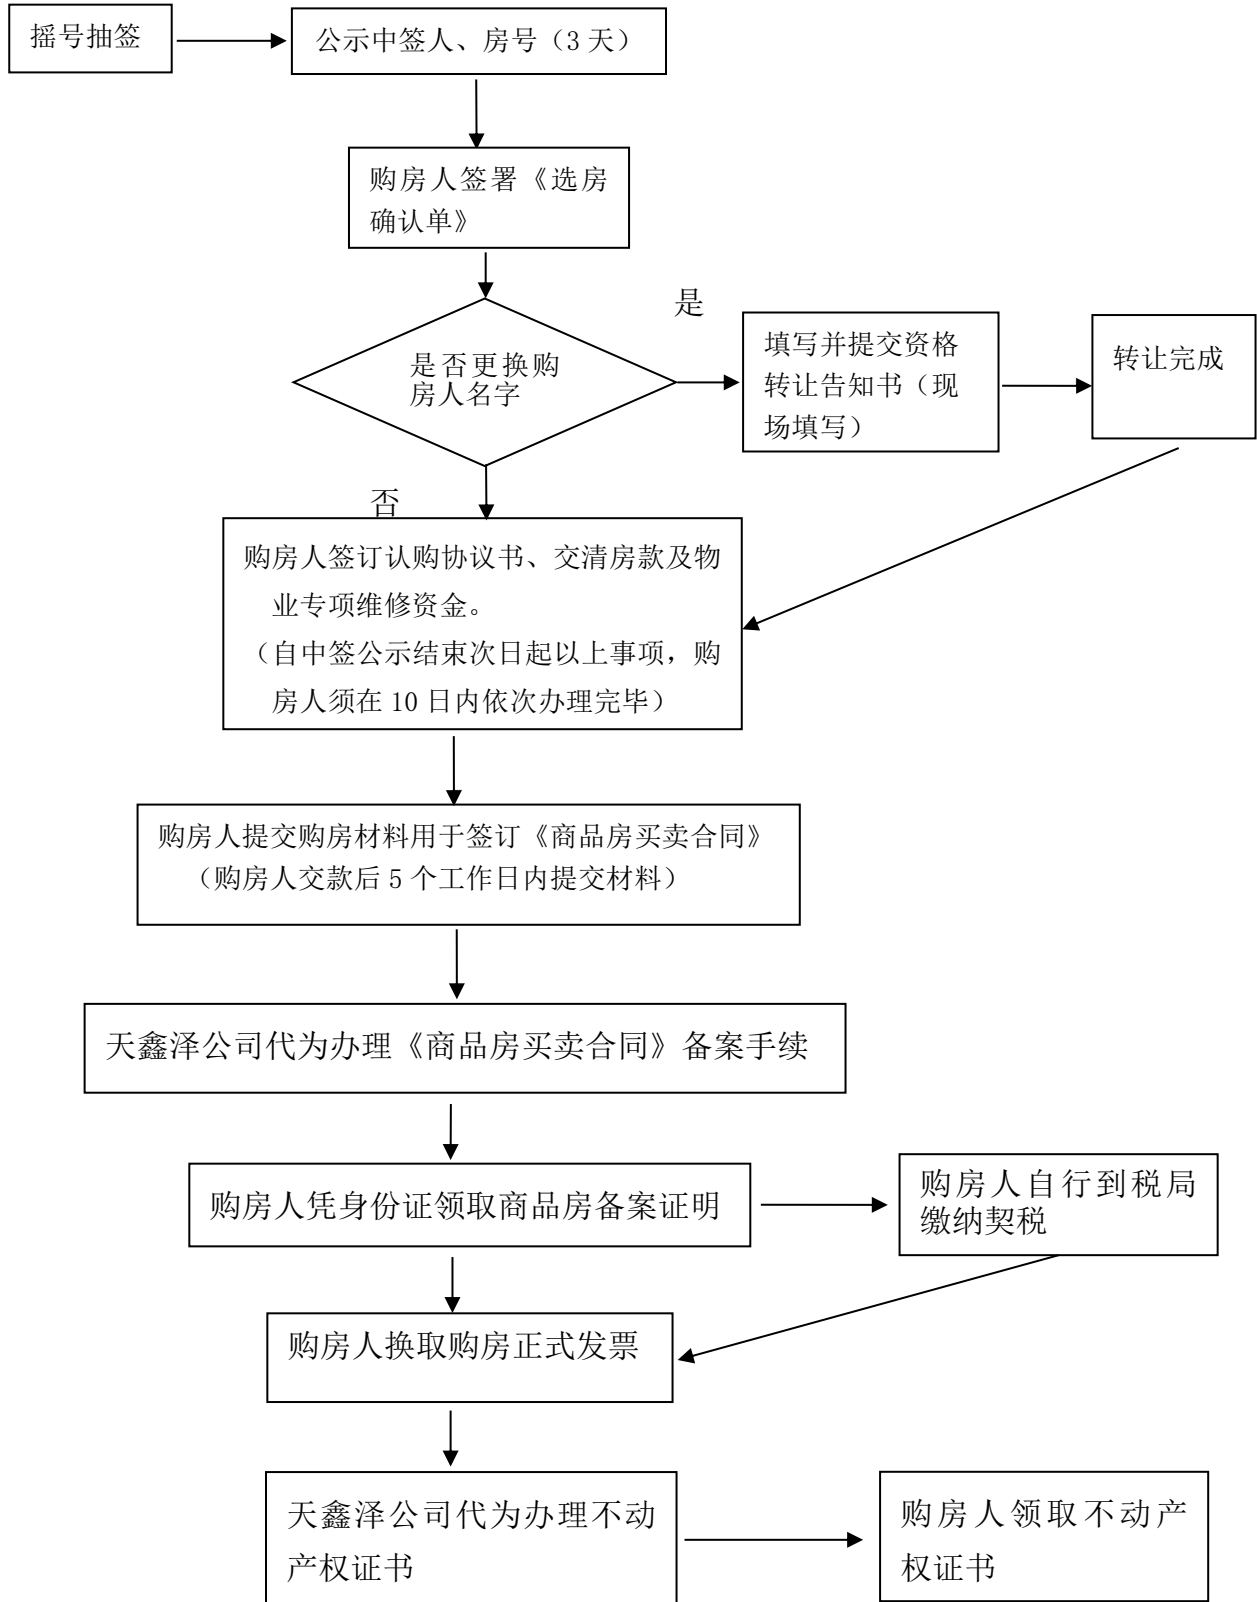 摇号抽签
公示中签人、房号（3 天）
购房人签署《选房
确认单》
是否更换购
房人名字
是
填写并提交资格
转让告知书（现
场填写）
转让完成
否
购房人签订认购协议书、交清房款及物
业专项维修资金。
（自中签公示结束次日起以上事项，购
房人须在 10 日内依次办理完毕）
购房人提交购房材料用于签订《商品房买卖合同》
（购房人交款后 5 个工作日内提交材料）
天鑫泽公司代为办理《商品房买卖合同》备案手续
购房人凭身份证领取商品房备案证明
购房人自行到税局
缴纳契税
购房人换取购房正式发票
天鑫泽公司代为办理不动
产权证书
购房人领取不动产
权证书